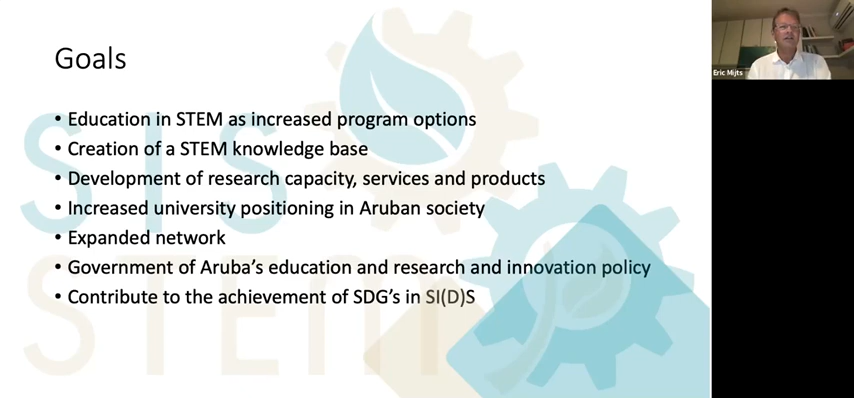 Goals
• Education in STEM as increased program options
• Creation of a STEM knowledge base
• Development of research capacity, services and products
• Increased university positioning in Aruban society
• Expanded network
• Government of Aruba's education and research and innovation policy
• Contribute to the achievement of SDG's in SI(D)S
SIS
STEM
Eric Mijts